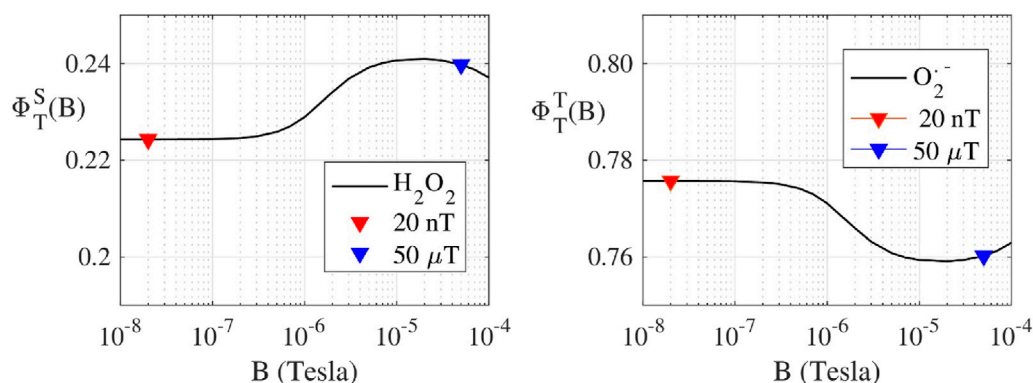 0.24
0.22
0.2
Φ_T^S(B)
H₂O₂
20 nT
50 μT
10⁻⁸ 10⁻⁷ 10⁻⁶ 10⁻⁵ 10⁻⁴
B (Tesla)
0.80
0.78
0.76
Φ_T^T(B)
O₂˙⁻
20 nT
50 μT
10⁻⁸ 10⁻⁷ 10⁻⁶ 10⁻⁵ 10⁻⁴
B (Tesla)